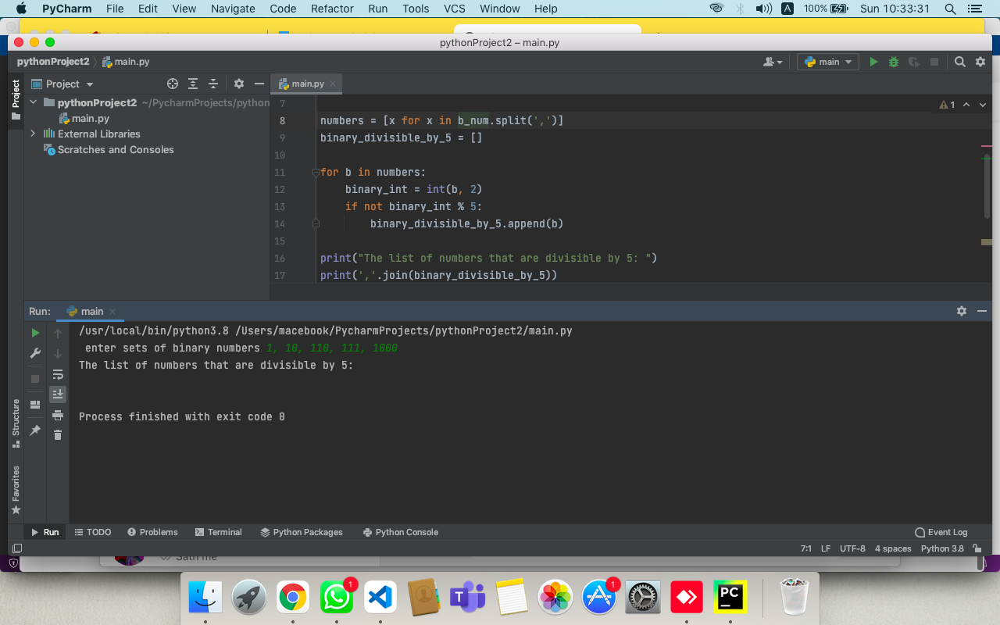 PyCharm File Edit View Navigate Code Refactor Run Tools VCS Window Help A 100% Sun 10:33:31
pythonProject2 – main.py
pythonProject2 main.py main
Project main.py
Project
pythonProject2 ~/PycharmProjects/python
main.py
External Libraries
Scratches and Consoles
1
7
8 numbers = [x for x in b_num.split(',')]
9 binary_divisible_by_5 = []
10
11 for b in numbers:
12 binary_int = int(b, 2)
13 if not binary_int % 5:
14 binary_divisible_by_5.append(b)
15
16 print("The list of numbers that are divisible by 5: ")
17 print(','.join(binary_divisible_by_5))
Run: main
/usr/local/bin/python3.8 /Users/macebook/PycharmProjects/pythonProject2/main.py
enter sets of binary numbers 1, 10, 110, 111, 1000
The list of numbers that are divisible by 5:
Process finished with exit code 0
Structure
Favorites
Run TODO Problems Terminal Python Packages Python Console Event Log
7:1 LF UTF-8 4 spaces Python 3.8
1
1
PC